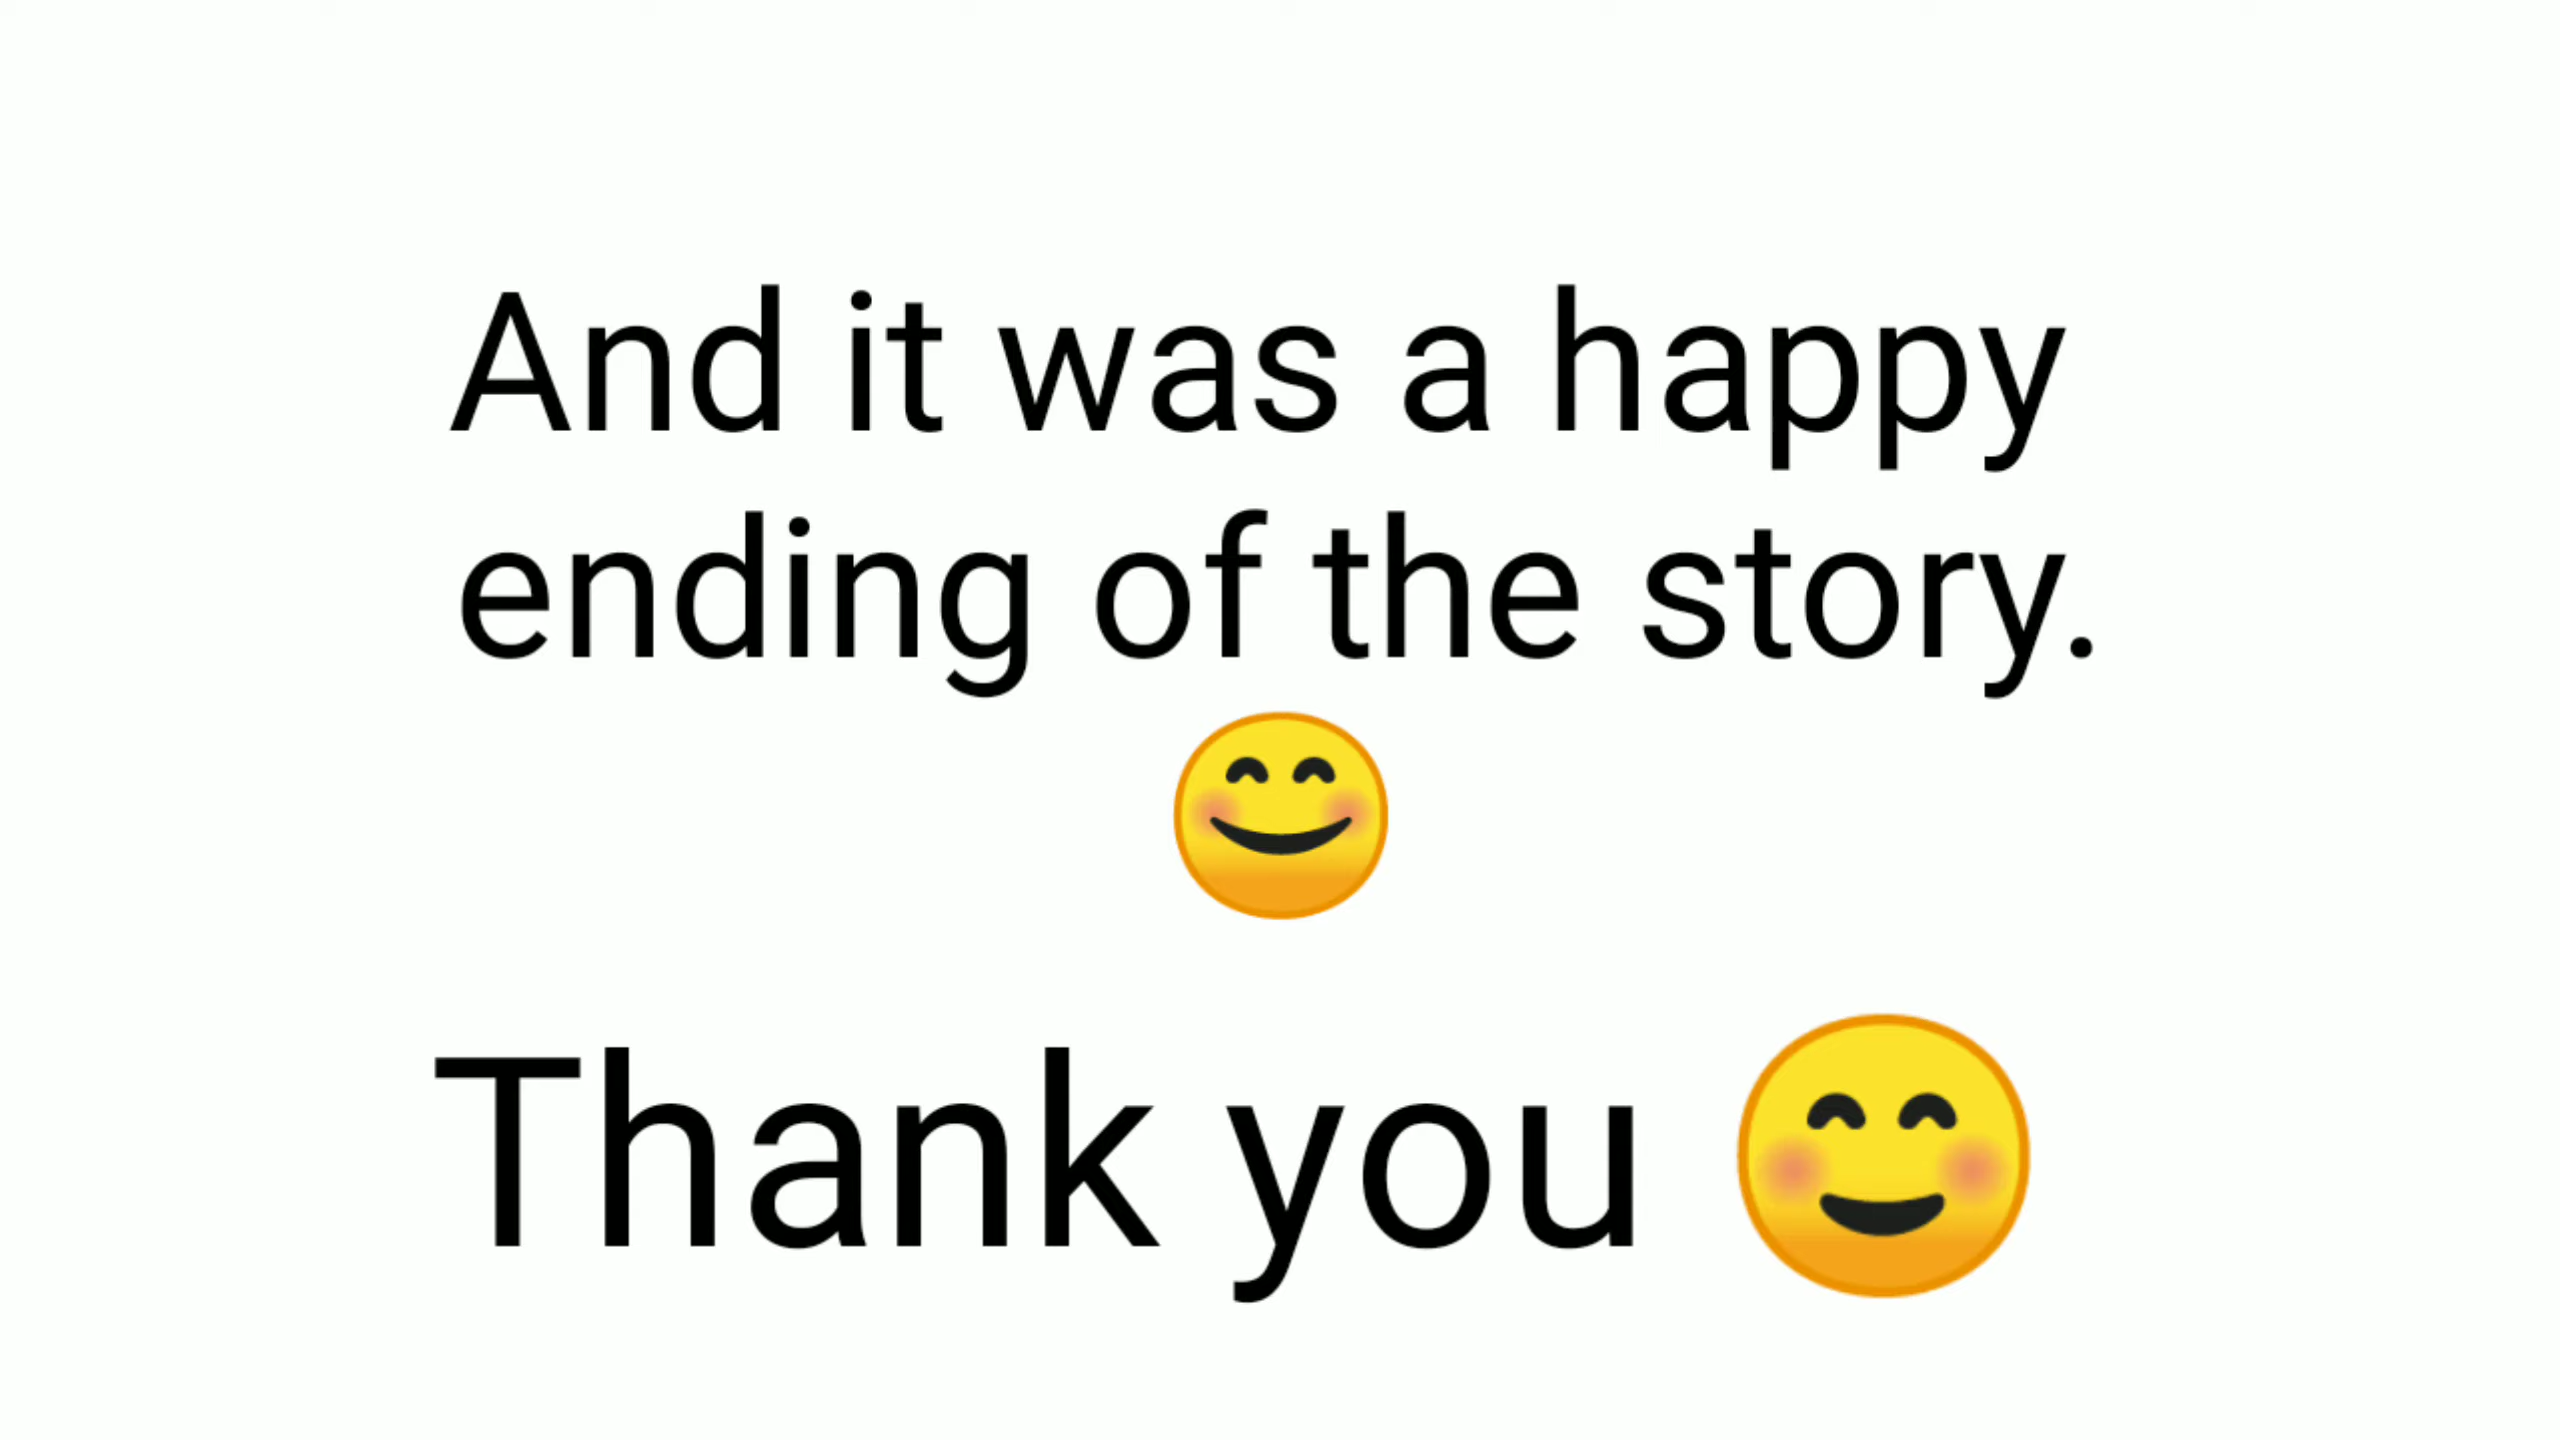 And it was a happy
ending of the story.
😊
Thank you 😊